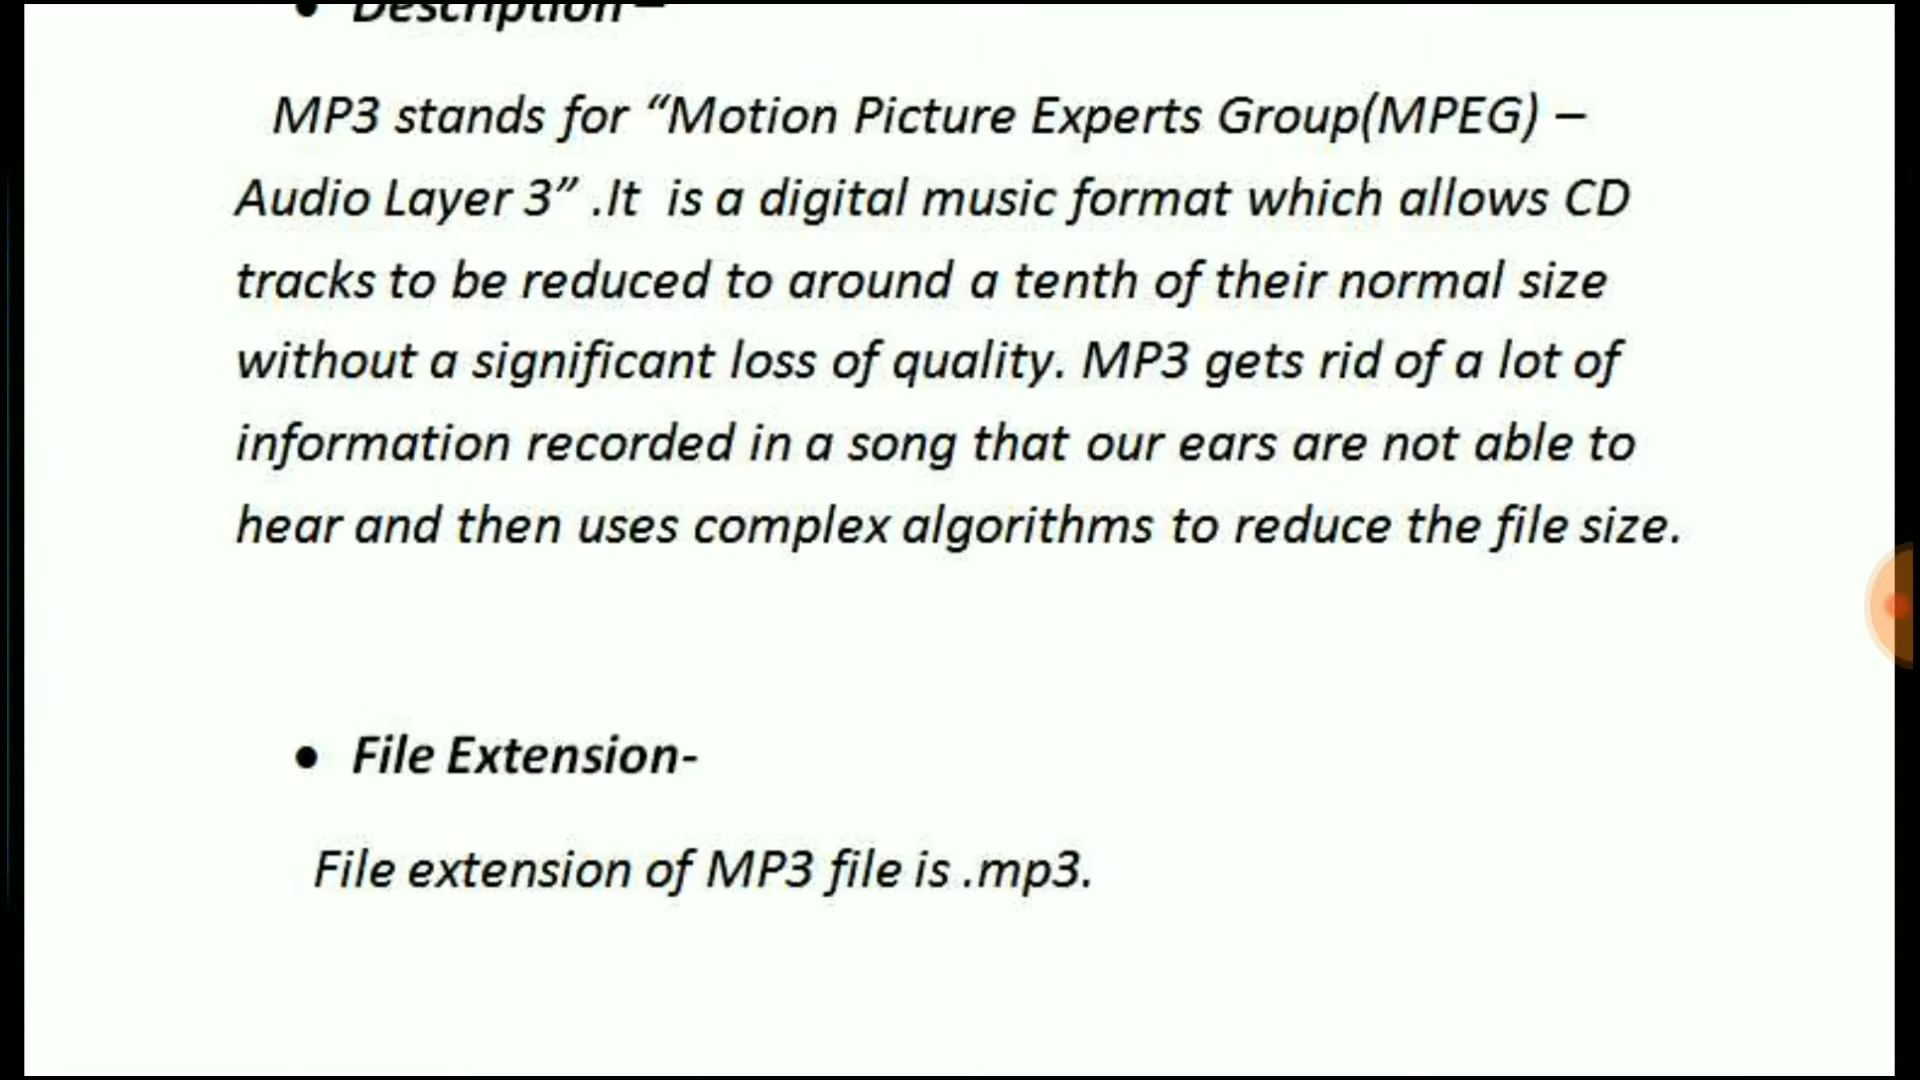 • Description –
MP3 stands for “Motion Picture Experts Group(MPEG) –
Audio Layer 3” .It is a digital music format which allows CD
tracks to be reduced to around a tenth of their normal size
without a significant loss of quality. MP3 gets rid of a lot of
information recorded in a song that our ears are not able to
hear and then uses complex algorithms to reduce the file size.
• File Extension-
File extension of MP3 file is .mp3.